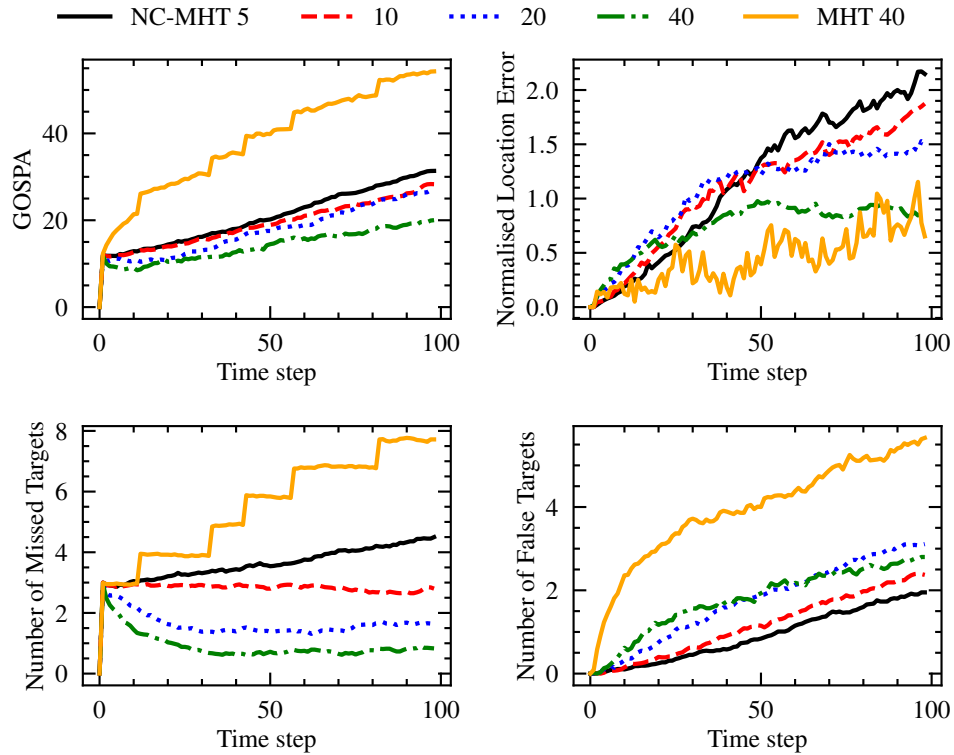 NC-MHT 5 10 20 40 MHT 40
GOSPA
40
20
0
0 50 100
Time step
Normalised Location Error
2.0
1.5
1.0
0.5
0.0
0 50 100
Time step
Number of Missed Targets
8
6
4
2
0
0 50 100
Time step
Number of False Targets
4
2
0
0 50 100
Time step